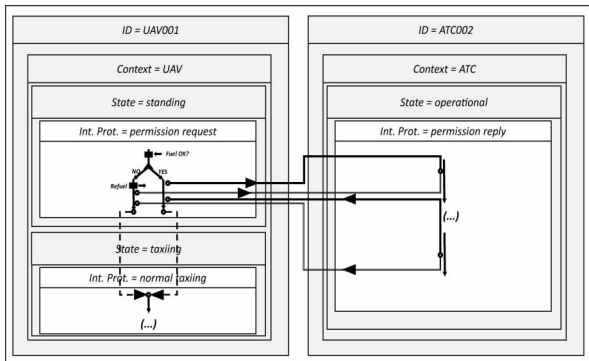 ID = UAV001
Context = UAV
State = standing
Int. Prot. = permission request
Fuel OK?
NO YES
Refuel
State = taxiing
Int. Prot. = normal taxiing
(...)
ID = ATC002
Context = ATC
State = operational
Int. Prot. = permission reply
(...)